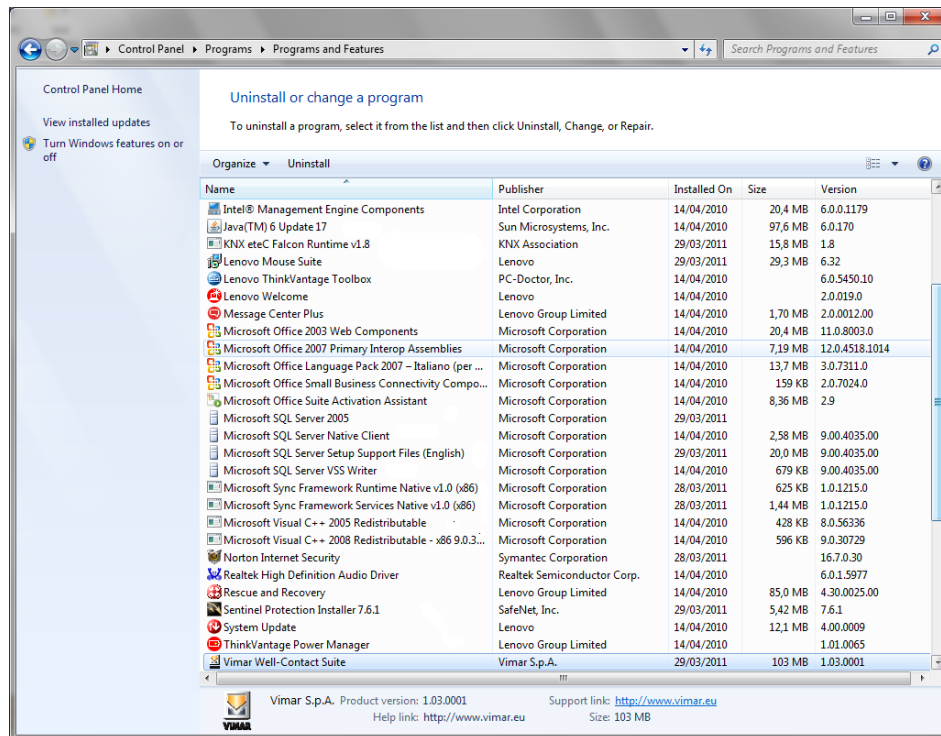 Control Panel ▸ Programs ▸ Programs and Features
Search Programs and Features
Control Panel Home
View installed updates
Turn Windows features on or
off
Uninstall or change a program
To uninstall a program, select it from the list and then click Uninstall, Change, or Repair.
Organize Uninstall
Name Publisher Installed On Size Version
Intel® Management Engine Components Intel Corporation 14/04/2010 20,4 MB 6.0.0.1179
Java(TM) 6 Update 17 Sun Microsystems, Inc. 14/04/2010 97,6 MB 6.0.170
KNX eteC Falcon Runtime v1.8 KNX Association 29/03/2011 15,8 MB 1.8
Lenovo Mouse Suite Lenovo 29/03/2011 29,3 MB 6.32
Lenovo ThinkVantage Toolbox PC-Doctor, Inc. 14/04/2010 6.0.5450.10
Lenovo Welcome Lenovo 14/04/2010 2.0.019.0
Message Center Plus Lenovo Group Limited 14/04/2010 1,70 MB 2.0.0012.00
Microsoft Office 2003 Web Components Microsoft Corporation 14/04/2010 20,4 MB 11.0.8003.0
Microsoft Office 2007 Primary Interop Assemblies Microsoft Corporation 14/04/2010 7,19 MB 12.0.4518.1014
Microsoft Office Language Pack 2007 – Italiano (per ... Microsoft Corporation 14/04/2010 13,7 MB 3.0.7311.0
Microsoft Office Small Business Connectivity Compo... Microsoft Corporation 14/04/2010 159 KB 2.0.7024.0
Microsoft Office Suite Activation Assistant Microsoft Corporation 14/04/2010 8,36 MB 2.9
Microsoft SQL Server 2005 Microsoft Corporation 29/03/2011
Microsoft SQL Server Native Client Microsoft Corporation 14/04/2010 2,58 MB 9.00.4035.00
Microsoft SQL Server Setup Support Files (English) Microsoft Corporation 29/03/2011 20,0 MB 9.00.4035.00
Microsoft SQL Server VSS Writer Microsoft Corporation 14/04/2010 679 KB 9.00.4035.00
Microsoft Sync Framework Runtime Native v1.0 (x86) Microsoft Corporation 28/03/2011 625 KB 1.0.1215.0
Microsoft Sync Framework Services Native v1.0 (x86) Microsoft Corporation 28/03/2011 1,44 MB 1.0.1215.0
Microsoft Visual C++ 2005 Redistributable Microsoft Corporation 14/04/2010 428 KB 8.0.56336
Microsoft Visual C++ 2008 Redistributable - x86 9.0.3... Microsoft Corporation 14/04/2010 596 KB 9.0.30729
Norton Internet Security Symantec Corporation 28/03/2011 16.7.0.30
Realtek High Definition Audio Driver Realtek Semiconductor Corp. 14/04/2010 6.0.1.5977
Rescue and Recovery Lenovo Group Limited 14/04/2010 85,0 MB 4.30.0025.00
Sentinel Protection Installer 7.6.1 SafeNet, Inc. 29/03/2011 5,42 MB 7.6.1
System Update Lenovo 14/04/2010 12,1 MB 4.00.0009
ThinkVantage Power Manager Lenovo Group Limited 14/04/2010 1.01.0065
Vimar Well-Contact Suite Vimar S.p.A. 29/03/2011 103 MB 1.03.0001
Vimar S.p.A. Product version: 1.03.0001 Support link: http://www.vimar.eu
Help link: http://www.vimar.eu Size: 103 MB
VIMAR